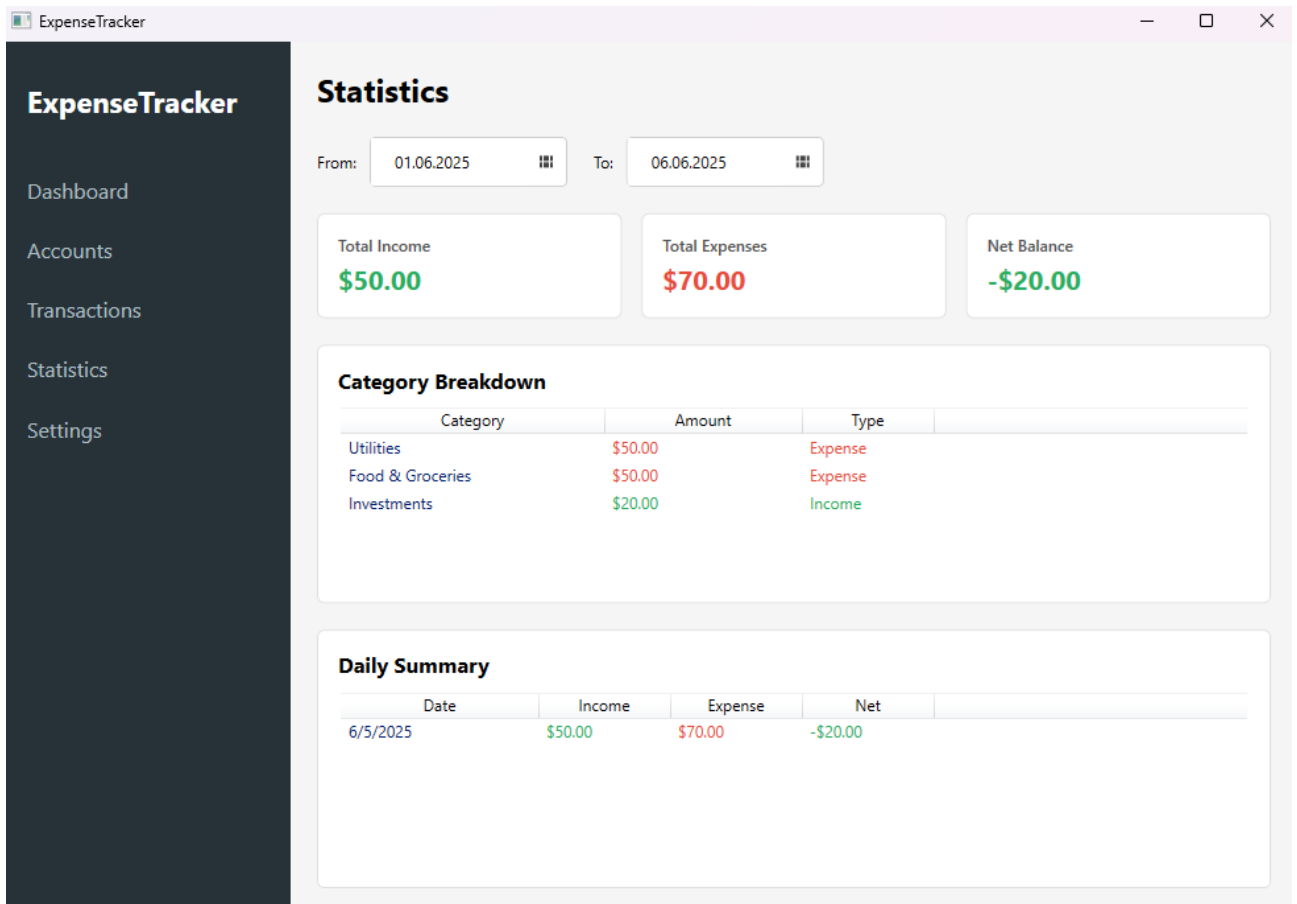 ExpenseTracker
ExpenseTracker
Dashboard
Accounts
Transactions
Statistics
Settings
Statistics
From: 01.06.2025 To: 06.06.2025
Total Income Total Expenses Net Balance
$50.00 $70.00 -$20.00
Category Breakdown
Category Amount Type
Utilities $50.00 Expense
Food & Groceries $50.00 Expense
Investments $20.00 Income
Daily Summary
Date Income Expense Net
6/5/2025 $50.00 $70.00 -$20.00